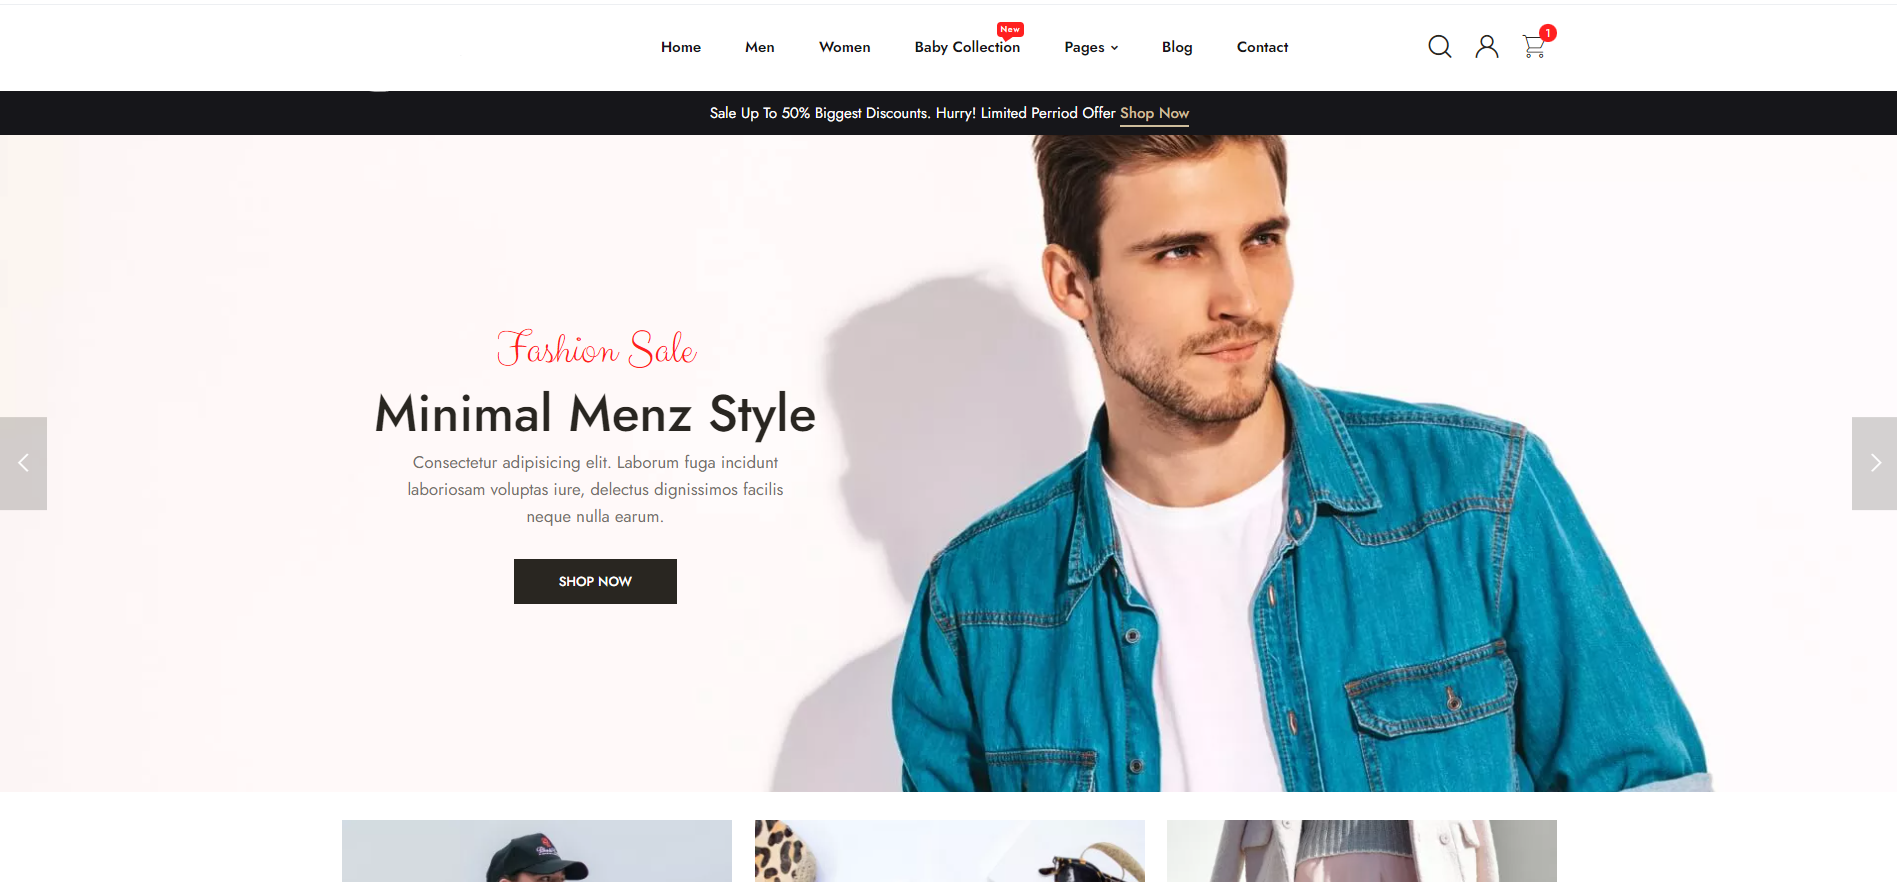 New
Home Men Women Baby Collection Pages Blog Contact
1
Sale Up To 50% Biggest Discounts. Hurry! Limited Perriod Offer Shop Now
Fashion Sale
Minimal Menz Style
Consectetur adipisicing elit. Laborum fuga incidunt
laboriosam voluptas iure, delectus dignissimos facilis
neque nulla earum.
SHOP NOW